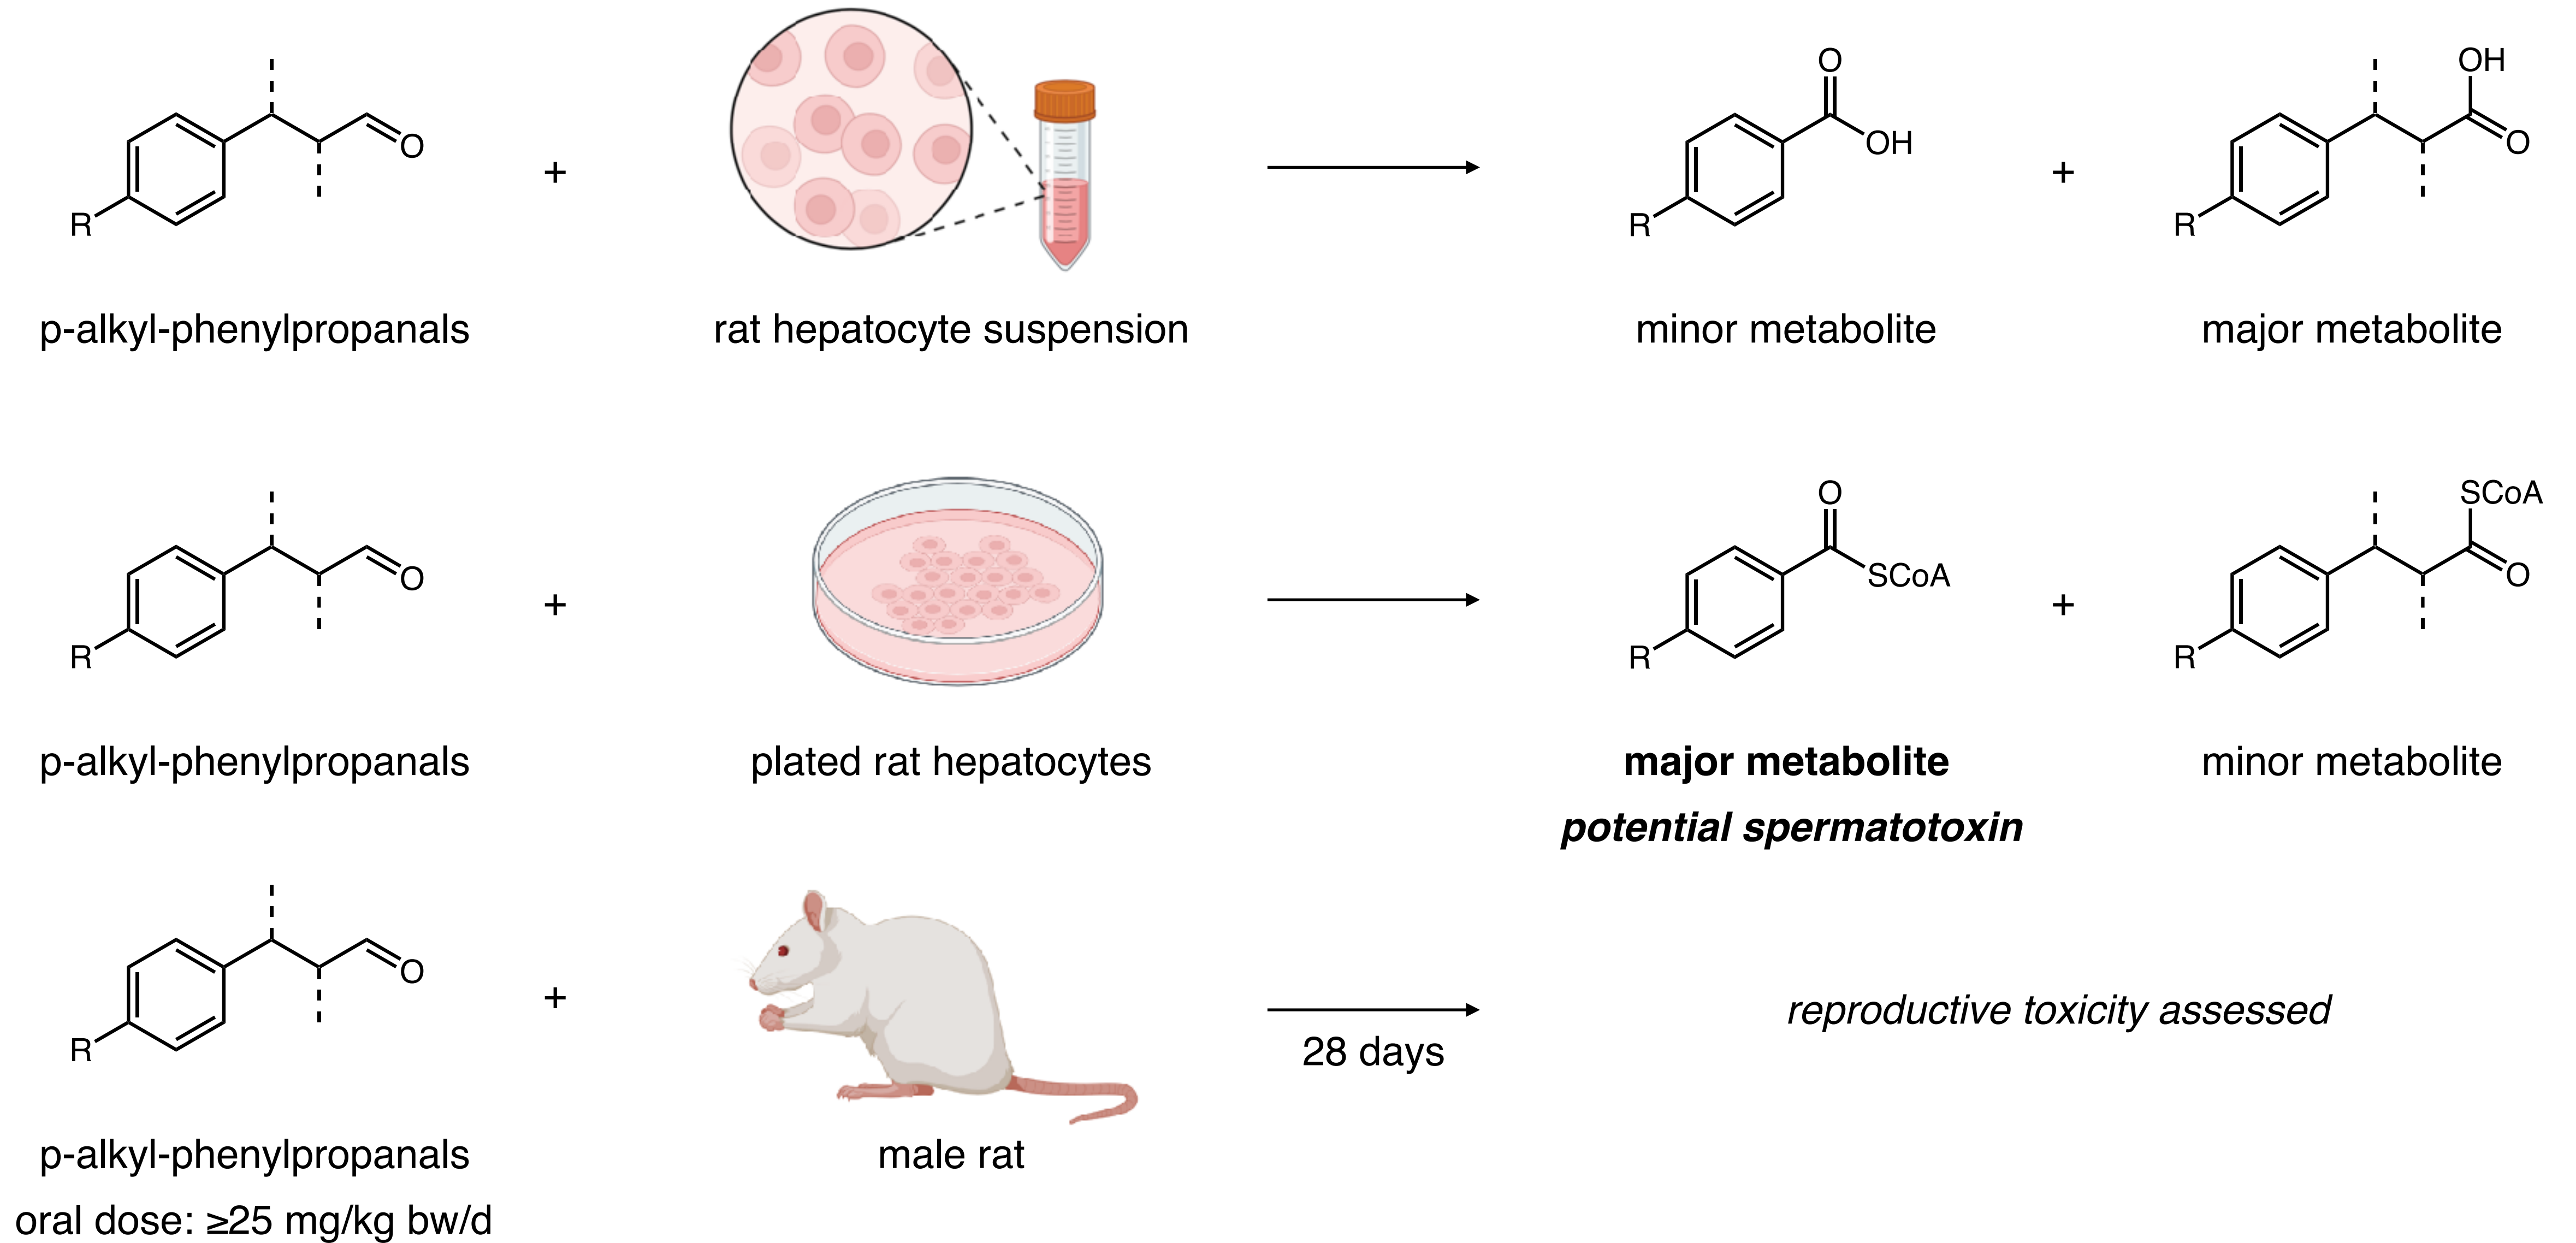 O
OH
O
R
+
O
OH
R
+
OH
O
R
p-alkyl-phenylpropanals
rat hepatocyte suspension
minor metabolite
major metabolite
O
R
+
O
SCoA
R
+
SCoA
O
R
p-alkyl-phenylpropanals
plated rat hepatocytes
major metabolite
minor metabolite
potential spermatotoxin
O
R
+
28 days
reproductive toxicity assessed
p-alkyl-phenylpropanals
male rat
oral dose: ≥25 mg/kg bw/d